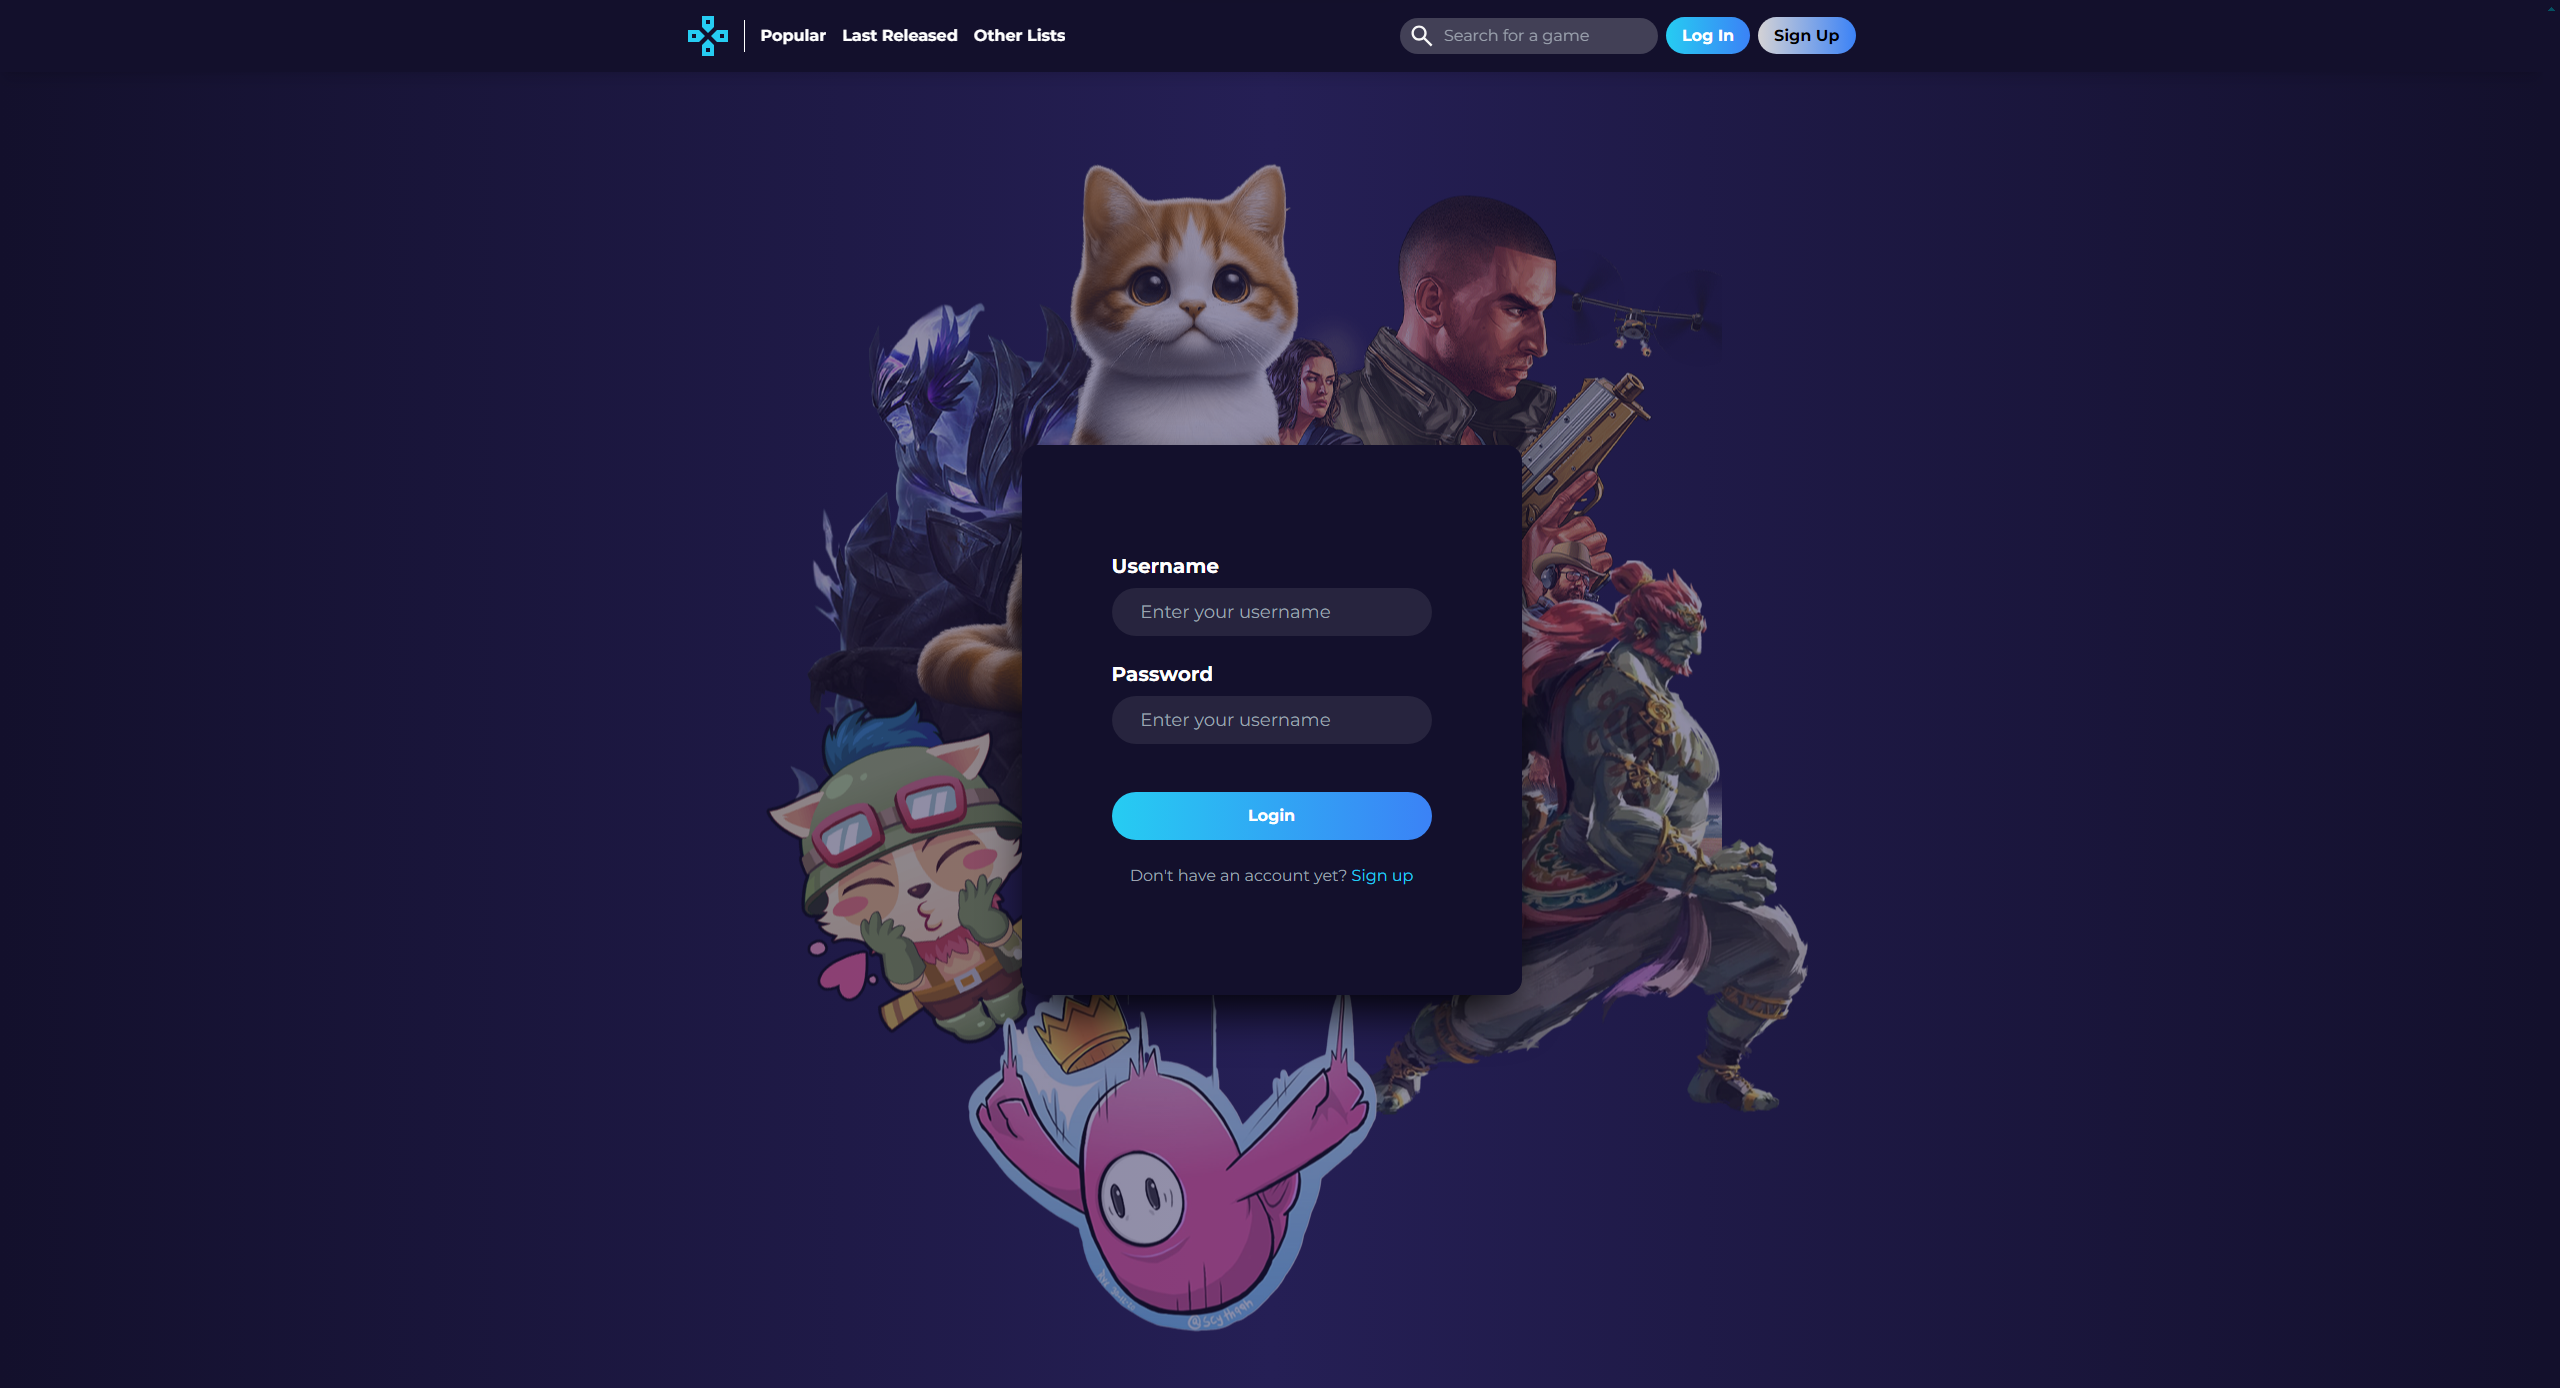 Popular Last Released Other Lists Search for a game Log In Sign Up
Username
Enter your username
Password
Enter your username
Login
Don't have an account yet? Sign up
@scythgah